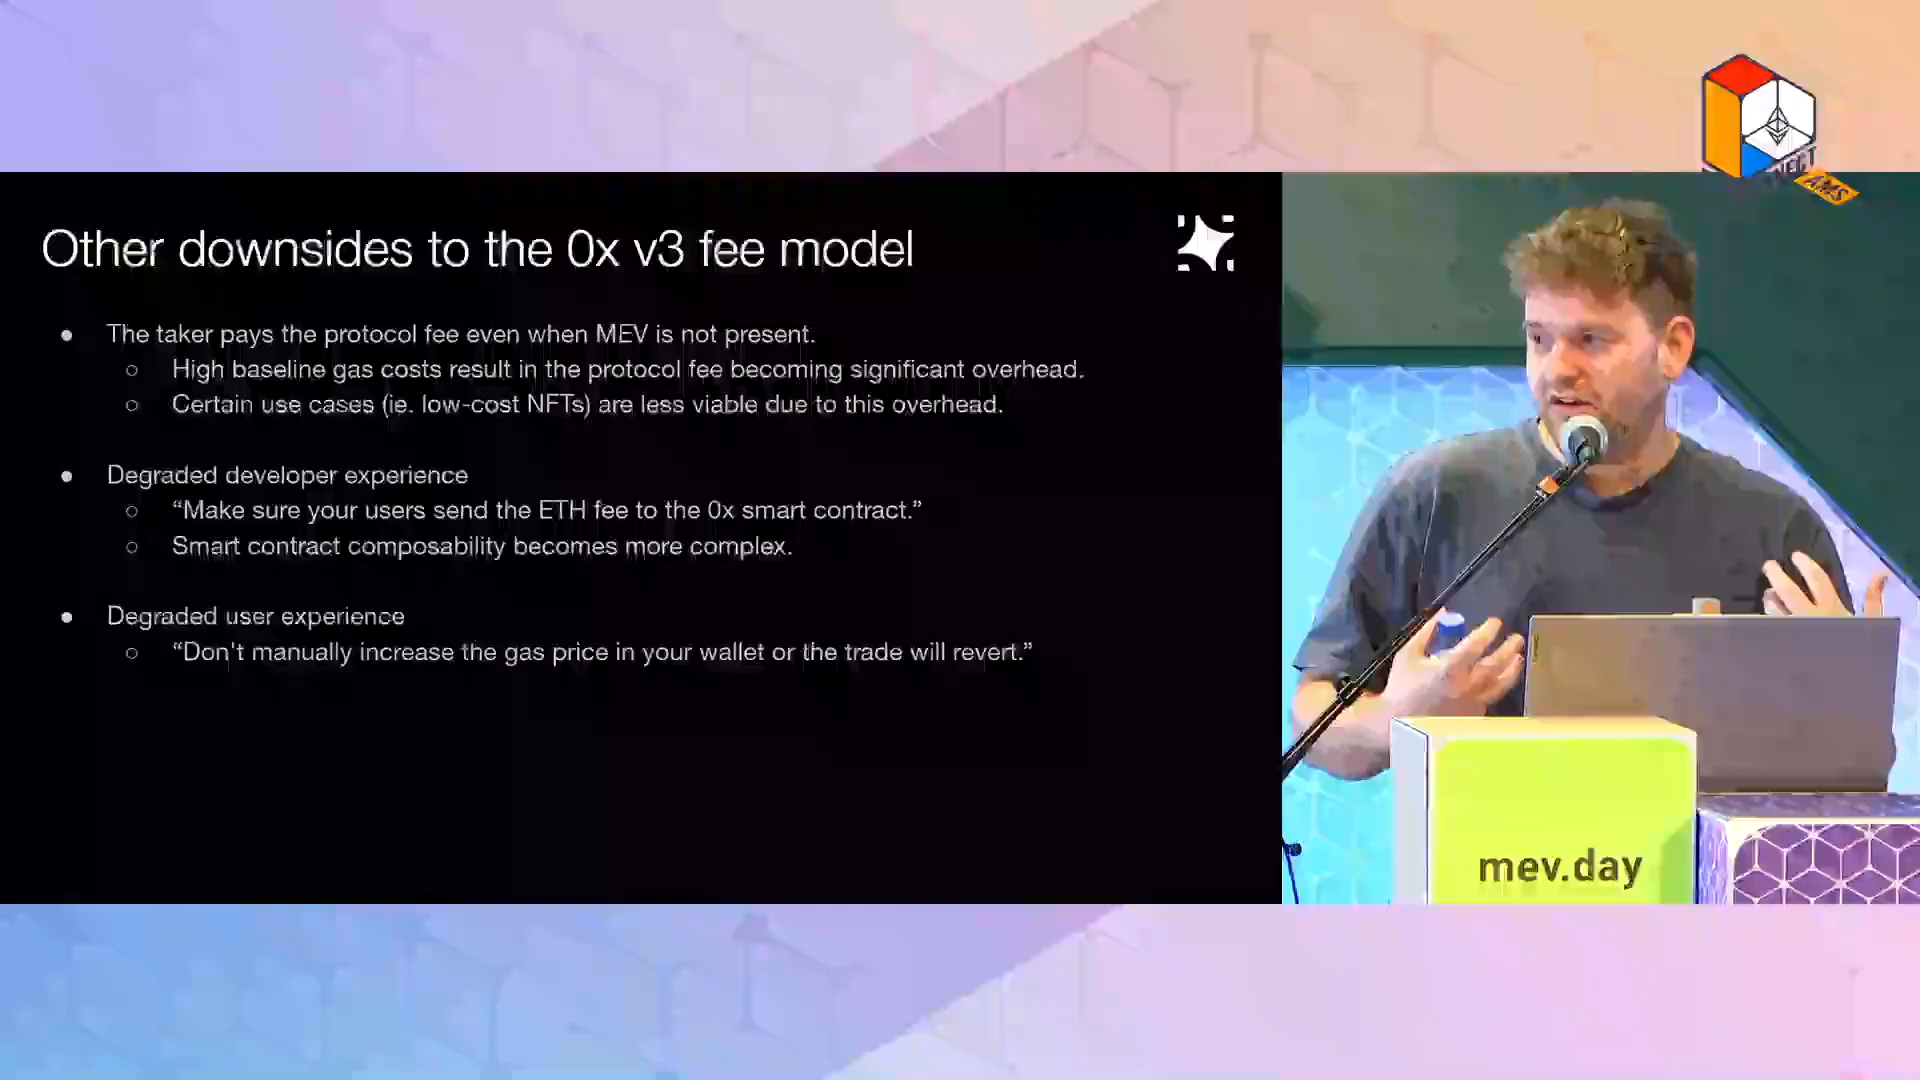 Other downsides to the 0x v3 fee model
● The taker pays the protocol fee even when MEV is not present.
○ High baseline gas costs result in the protocol fee becoming significant overhead.
○ Certain use cases (ie. low-cost NFTs) are less viable due to this overhead.
● Degraded developer experience
○ “Make sure your users send the ETH fee to the 0x smart contract.”
○ Smart contract composability becomes more complex.
● Degraded user experience
○ “Don't manually increase the gas price in your wallet or the trade will revert.”
AMS
mev.day